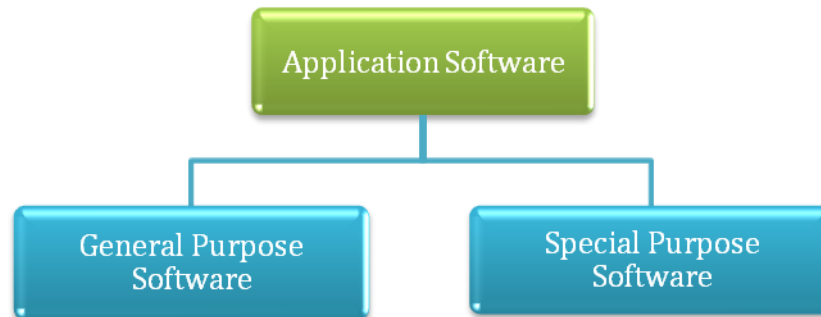 Application Software
General Purpose
Software
Special Purpose
Software